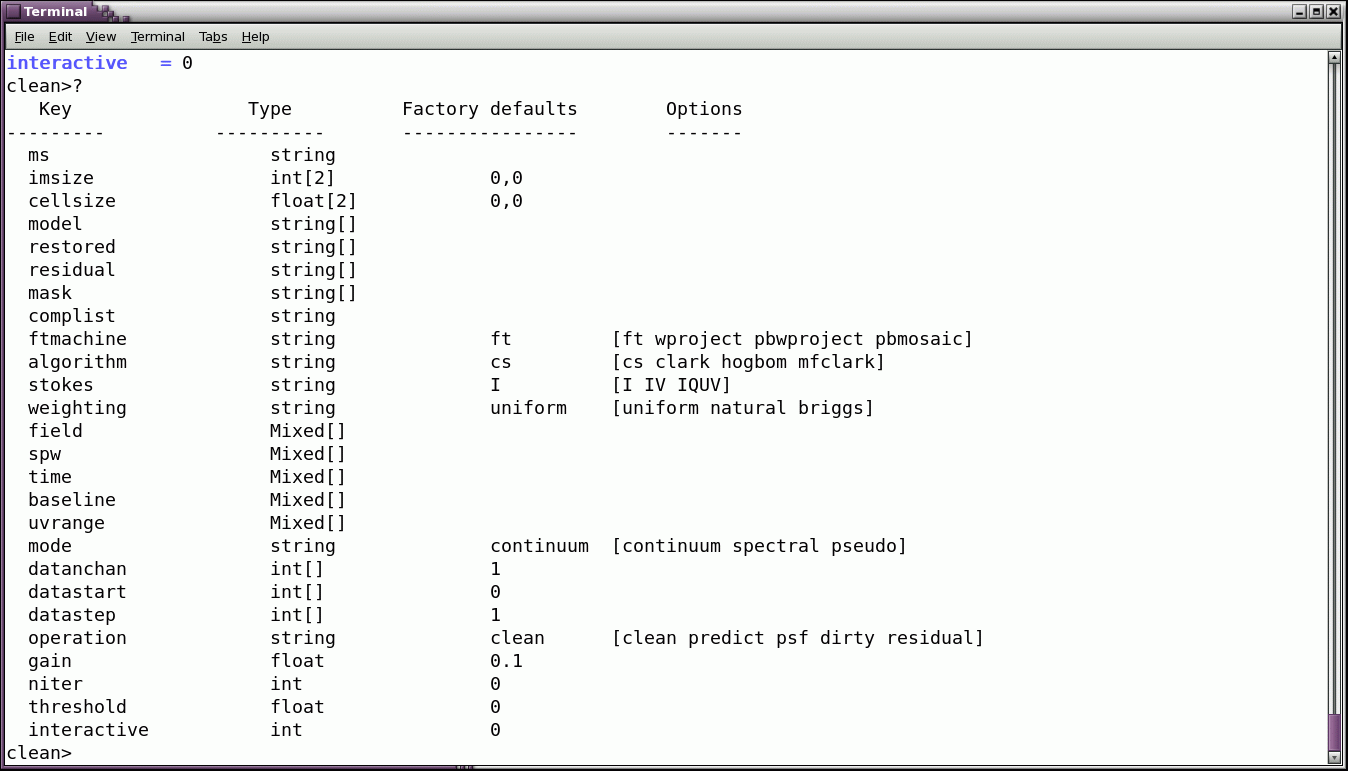 Terminal
File Edit View Terminal Tabs Help
interactive = 0
clean>?
Key Type Factory defaults Options
--------- ---------- ---------------- -------
ms string
imsize int[2] 0,0
cellsize float[2] 0,0
model string[]
restored string[]
residual string[]
mask string[]
complist string
ftmachine string ft [ft wproject pbwproject pbmosaic]
algorithm string cs [cs clark hogbom mfclark]
stokes string I [I IV IQUV]
weighting string uniform [uniform natural briggs]
field Mixed[]
spw Mixed[]
time Mixed[]
baseline Mixed[]
uvrange Mixed[]
mode string continuum [continuum spectral pseudo]
datanchan int[] 1
datastart int[] 0
datastep int[] 1
operation string clean [clean predict psf dirty residual]
gain float 0.1
niter int 0
threshold float 0
interactive int 0
clean>